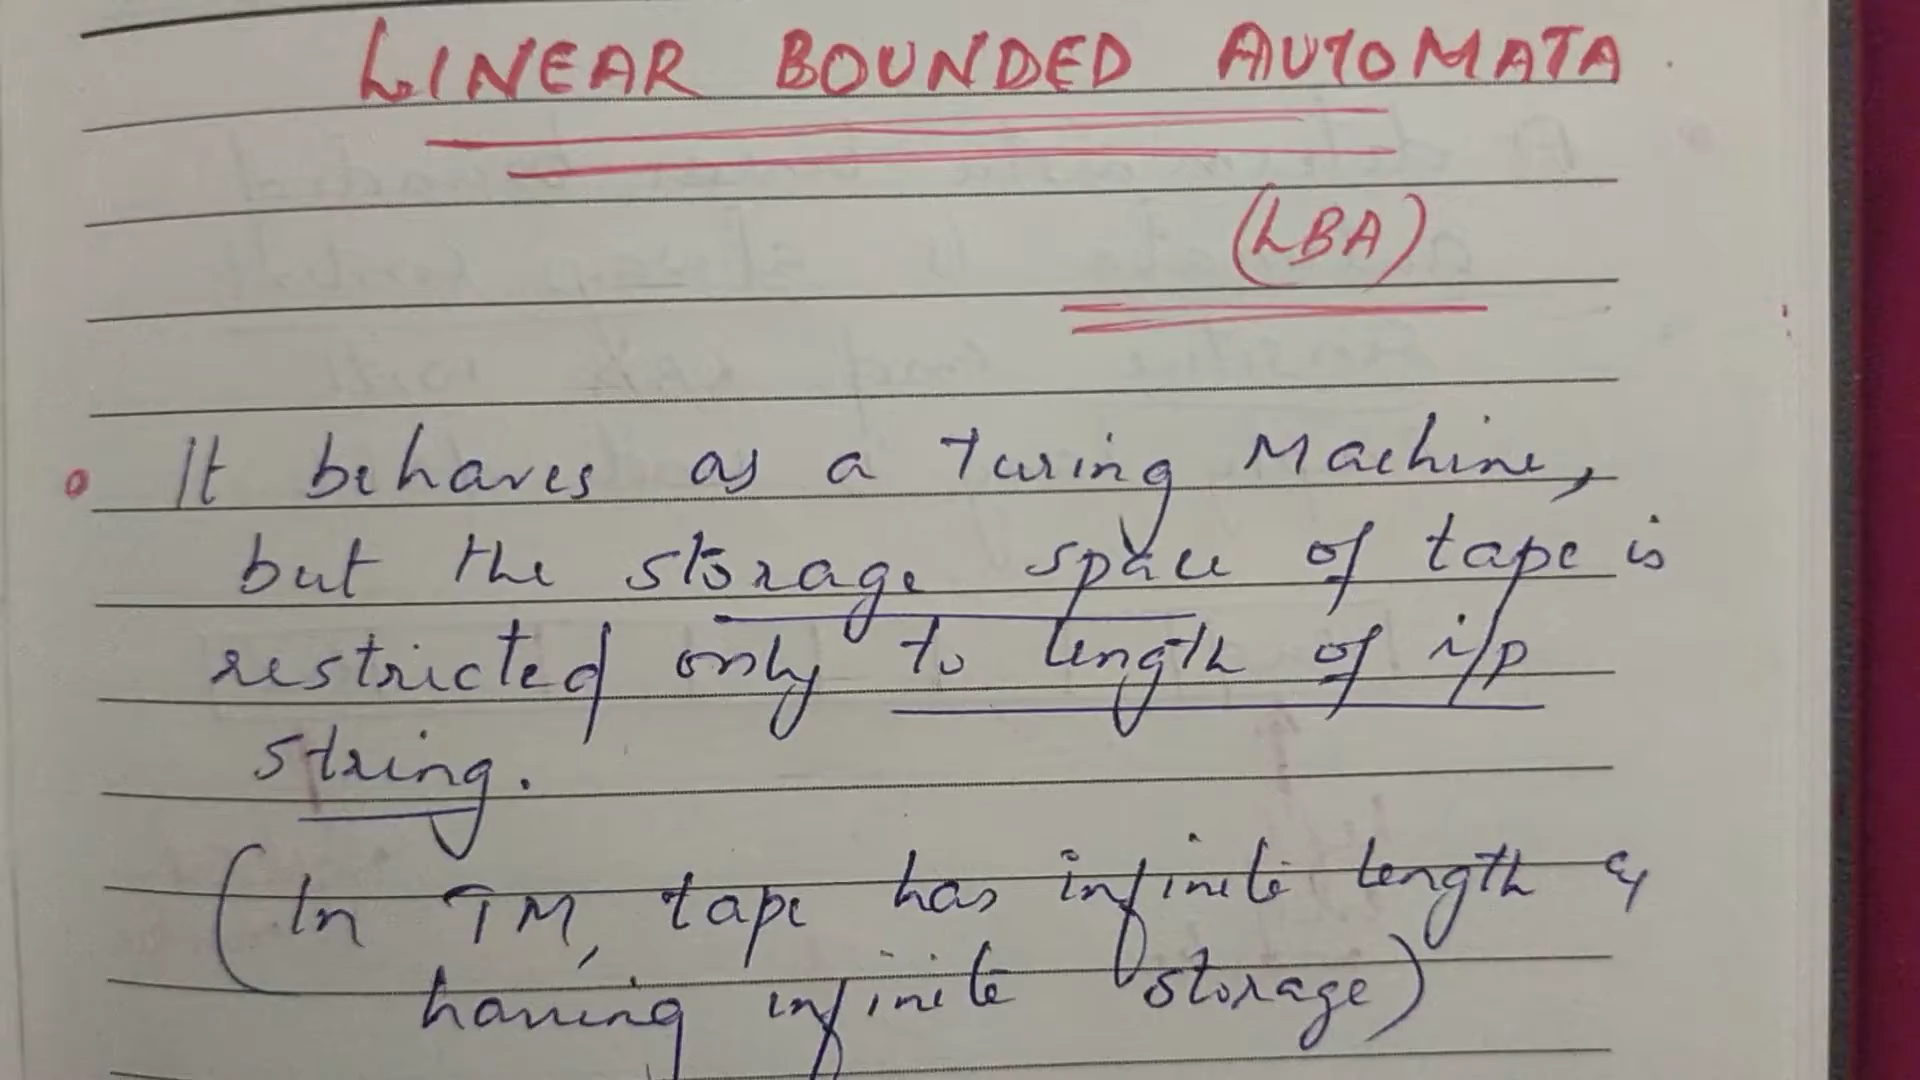 LINEAR BOUNDED AUTOMATA
(LBA)
It behaves as a Turing Machine,
but the storage space of tape is
restricted only to length of i/p
string.
(In TM, tape has infinite length &
having infinite storage)